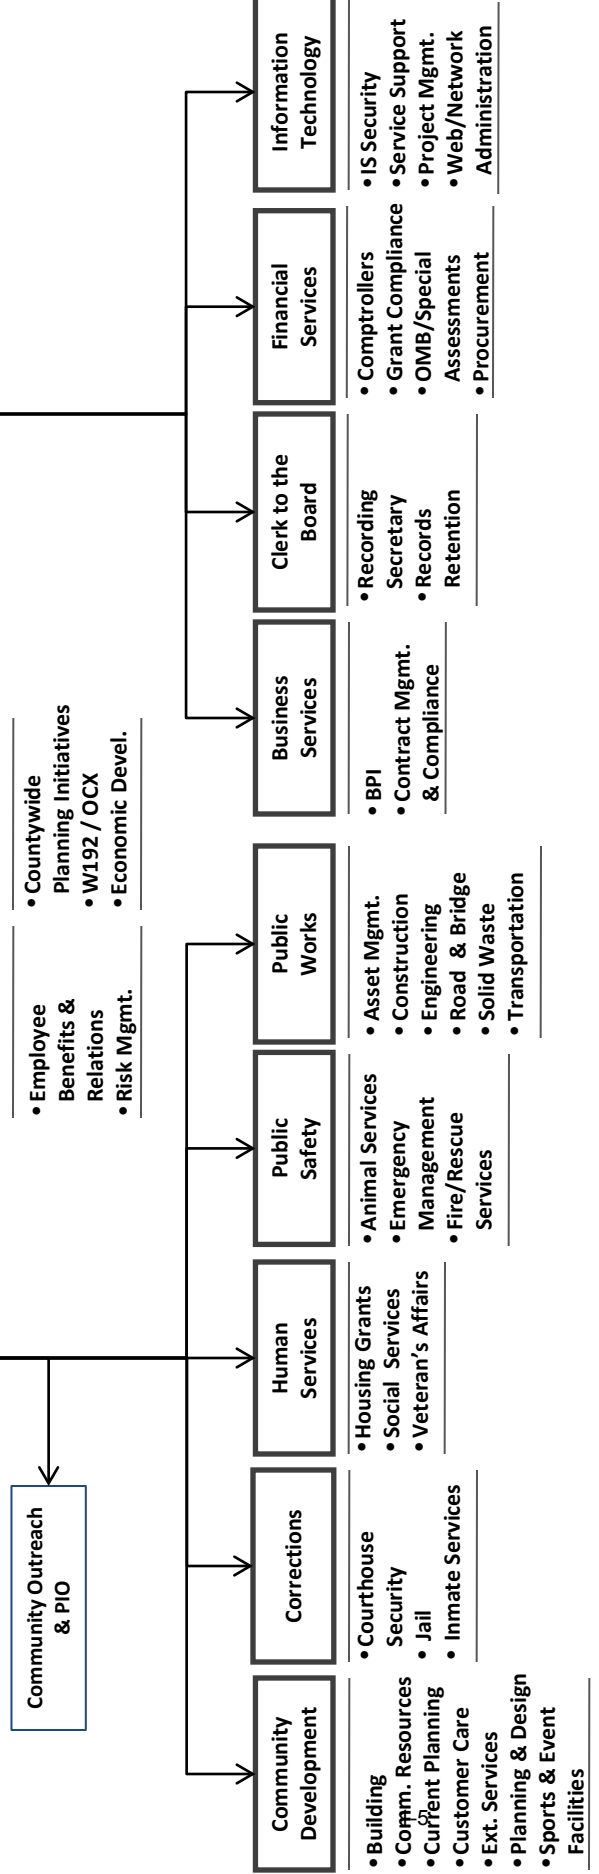 Community Outreach
& PIO
• Employee
Benefits &
Relations
• Risk Mgmt.
• Countywide
Planning Initiatives
• W192 / OCX
• Economic Devel.
Community
Development
• Building
• Comm. Resources
• Current Planning
• Customer Care
• Ext. Services
• Planning & Design
• Sports & Event
Facilities
Corrections
• Courthouse
Security
• Jail
• Inmate Services
Human
Services
• Housing Grants
• Social Services
• Veteran's Affairs
Public
Safety
• Animal Services
• Emergency
Management
• Fire/Rescue
Services
Public
Works
• Asset Mgmt.
• Construction
• Engineering
• Road & Bridge
• Solid Waste
• Transportation
Business
Services
• BPI
• Contract Mgmt.
& Compliance
Clerk to the
Board
• Recording
Secretary
• Records
Retention
Financial
Services
• Comptrollers
• Grant Compliance
• OMB/Special
Assessments
• Procurement
Information
Technology
• IS Security
• Service Support
• Project Mgmt.
• Web/Network
Administration